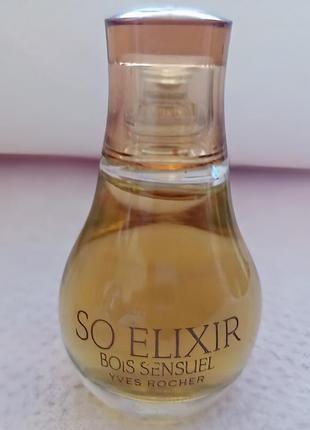 SO ELIXIR
BOIS SENSUEL
YVES ROCHER